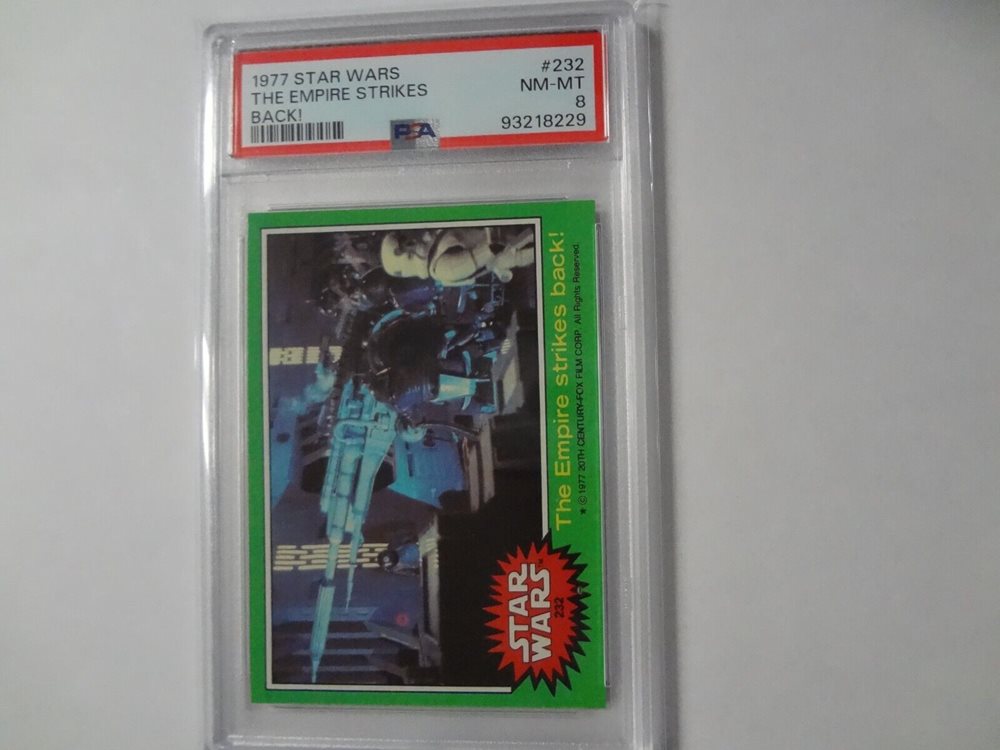 1977 STAR WARS
THE EMPIRE STRIKES
BACK!
#232
NM-MT
8
93218229
PSA
The Empire strikes back!
★ © 1977 20TH CENTURY-FOX FILM CORP. All Rights Reserved.
STAR
WARS™
232